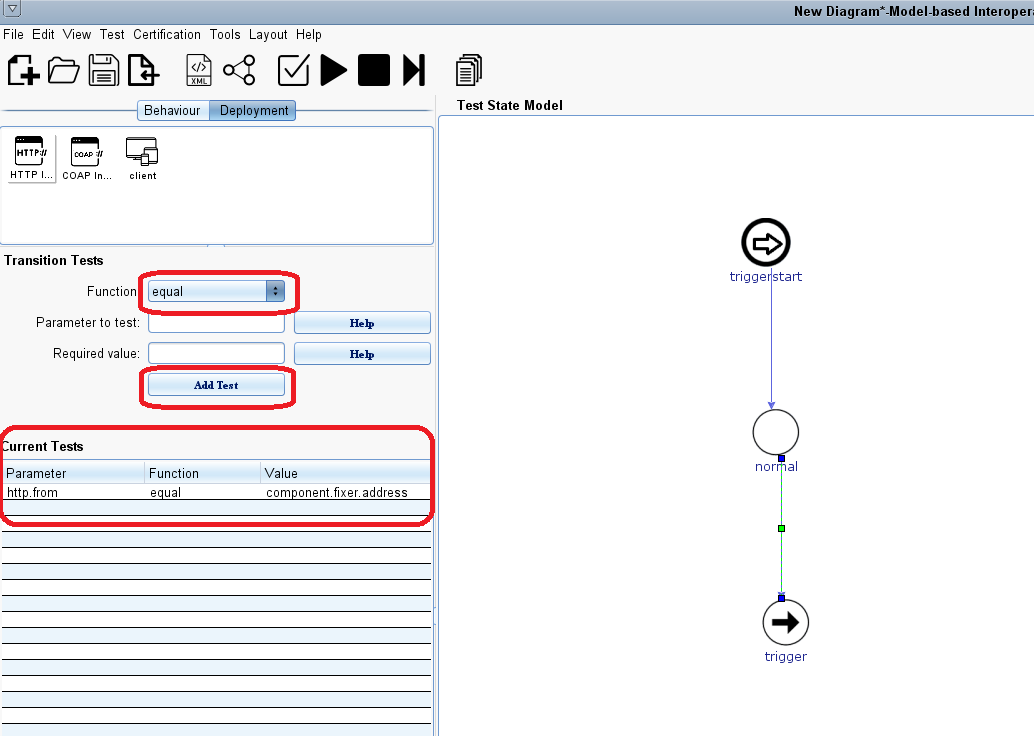 New Diagram*-Model-based Interopera
File Edit View Test Certification Tools Layout Help
</> XML
Behaviour Deployment
Test State Model
HTTP:// COAP ://
HTTP I... COAP In... client
Transition Tests
Function
equal
Parameter to test:
Help
Required value:
Help
Add Test
Current Tests
Parameter Function Value
http.from equal component.fixer.address
triggerstart
normal
trigger